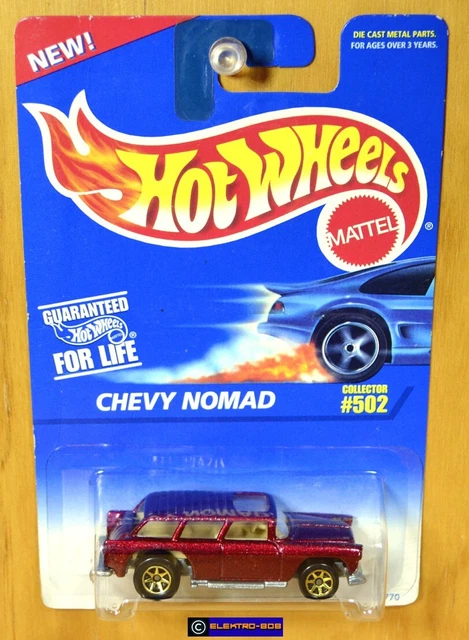 NEW!
DIE CAST METAL PARTS.
FOR AGES OVER 3 YEARS.
HOT WHEELS
MATTEL
®
GUARANTEED
Hot Wheels®
FOR LIFE
CHEVY NOMAD
COLLECTOR
#502
© ELEKTRO-BOB